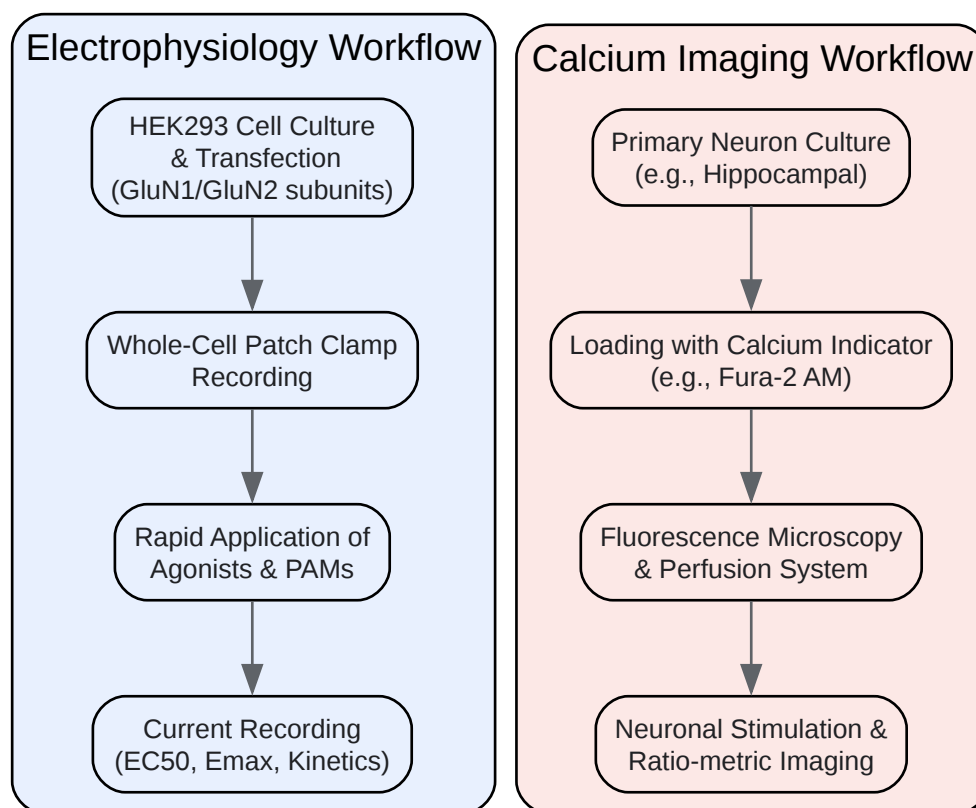 Electrophysiology Workflow
HEK293 Cell Culture
& Transfection
(GluN1/GluN2 subunits)
Whole-Cell Patch Clamp
Recording
Rapid Application of
Agonists & PAMs
Current Recording
(EC50, Emax, Kinetics)
Calcium Imaging Workflow
Primary Neuron Culture
(e.g., Hippocampal)
Loading with Calcium Indicator
(e.g., Fura-2 AM)
Fluorescence Microscopy
& Perfusion System
Neuronal Stimulation &
Ratio-metric Imaging